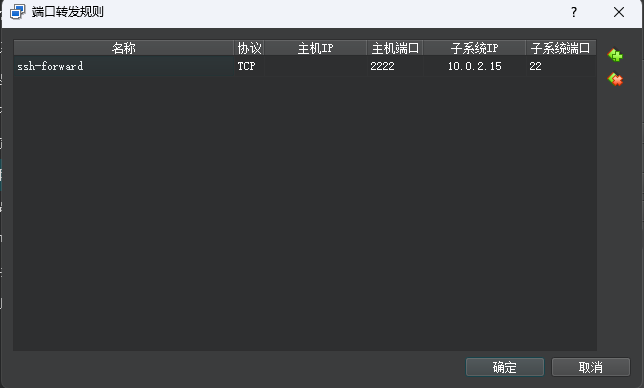 端口转发规则 ?
名称 协议 主机IP 主机端口 子系统IP 子系统端口
ssh-forward TCP 2222 10.0.2.15 22
确定 取消